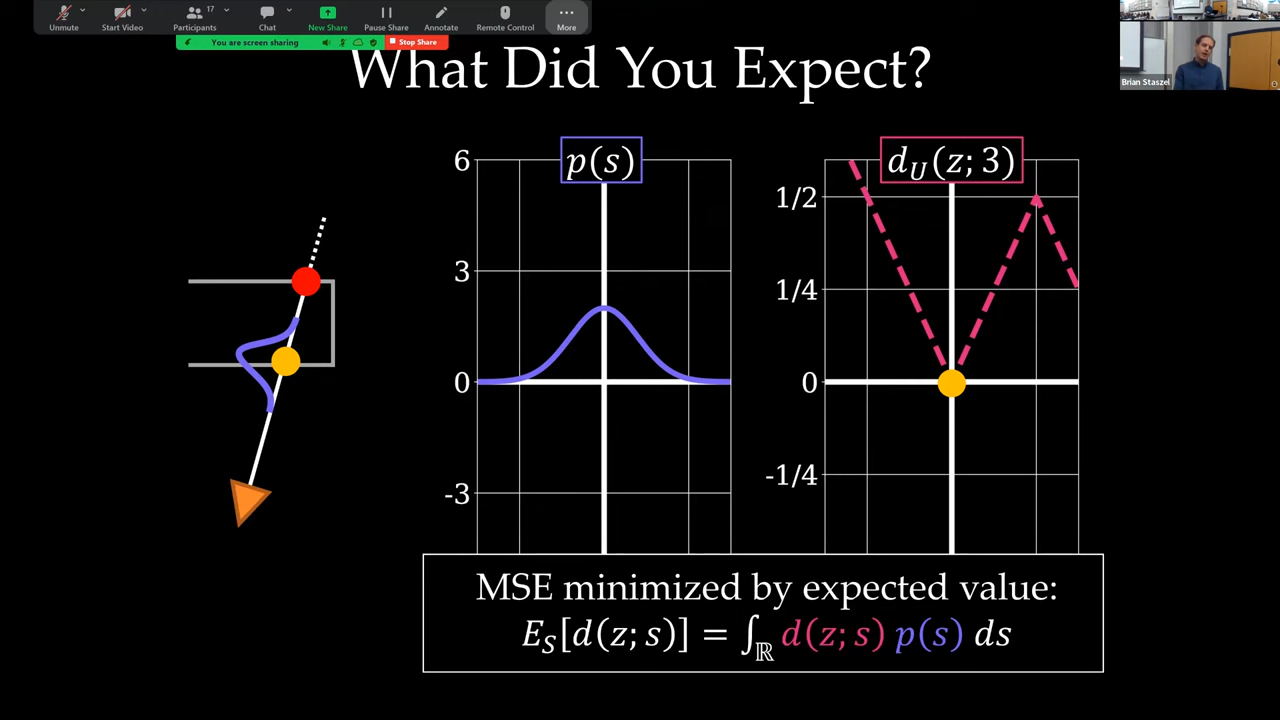 Unmute
Start Video
17
Participants
Chat
New Share
Pause Share
Annotate
Remote Control
More
You are screen sharing
Stop Share
Brian Staszel
What Did You Expect?
p(s)
6
3
0
-3
d_U(z; 3)
1/2
1/4
0
-1/4
MSE minimized by expected value:
E_S[d(z; s)] = ∫_ℝ d(z; s) p(s) ds